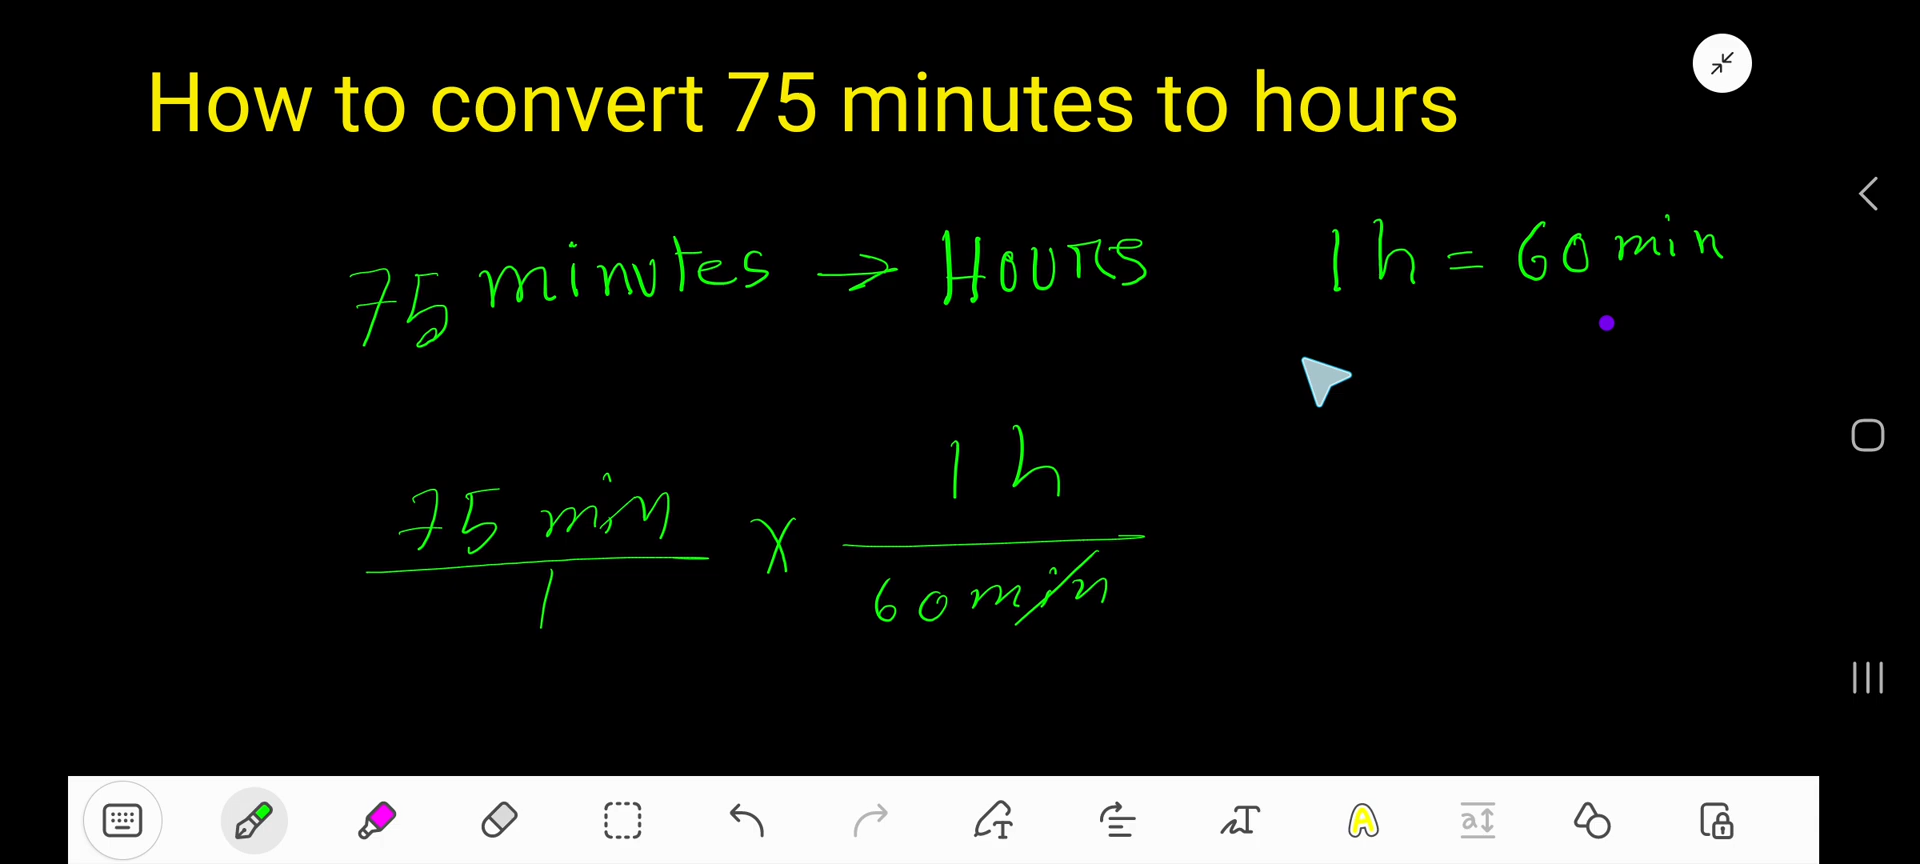 How to convert 75 minutes to hours
75 minutes → Hours
1 h = 60 min
75 min / 1 × 1 h / 60 min